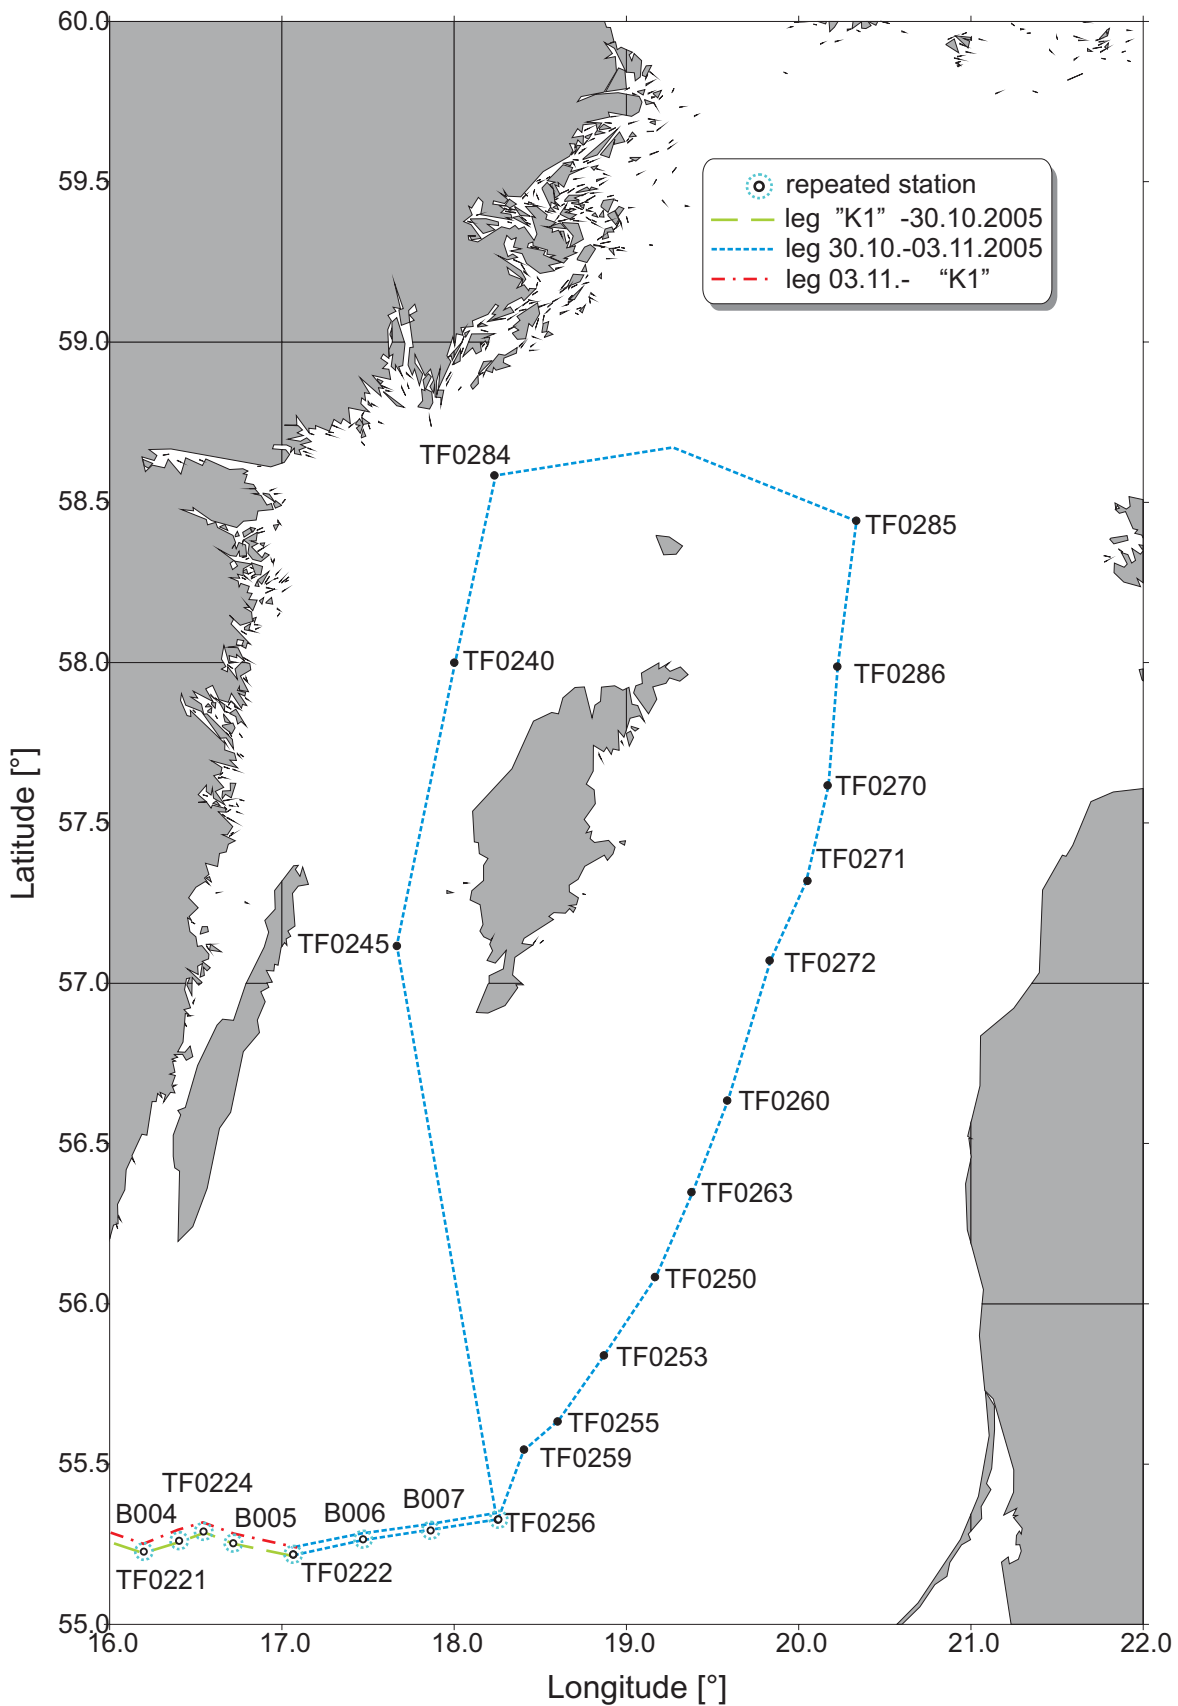 60.0
59.5
repeated station
leg ”K1” -30.10.2005
leg 30.10.-03.11.2005
leg 03.11.- “K1”
59.0
TF0284
58.5
TF0285
58.0
TF0240
TF0286
TF0270
57.5
TF0271
TF0245
TF0272
57.0
TF0260
56.5
TF0263
TF0250
56.0
TF0253
TF0255
TF0259
55.5
TF0224
B004
B005
B006
B007
TF0256
TF0221
TF0222
55.0
16.0 17.0 18.0 19.0 20.0 21.0 22.0
Latitude [°]
Longitude [°]